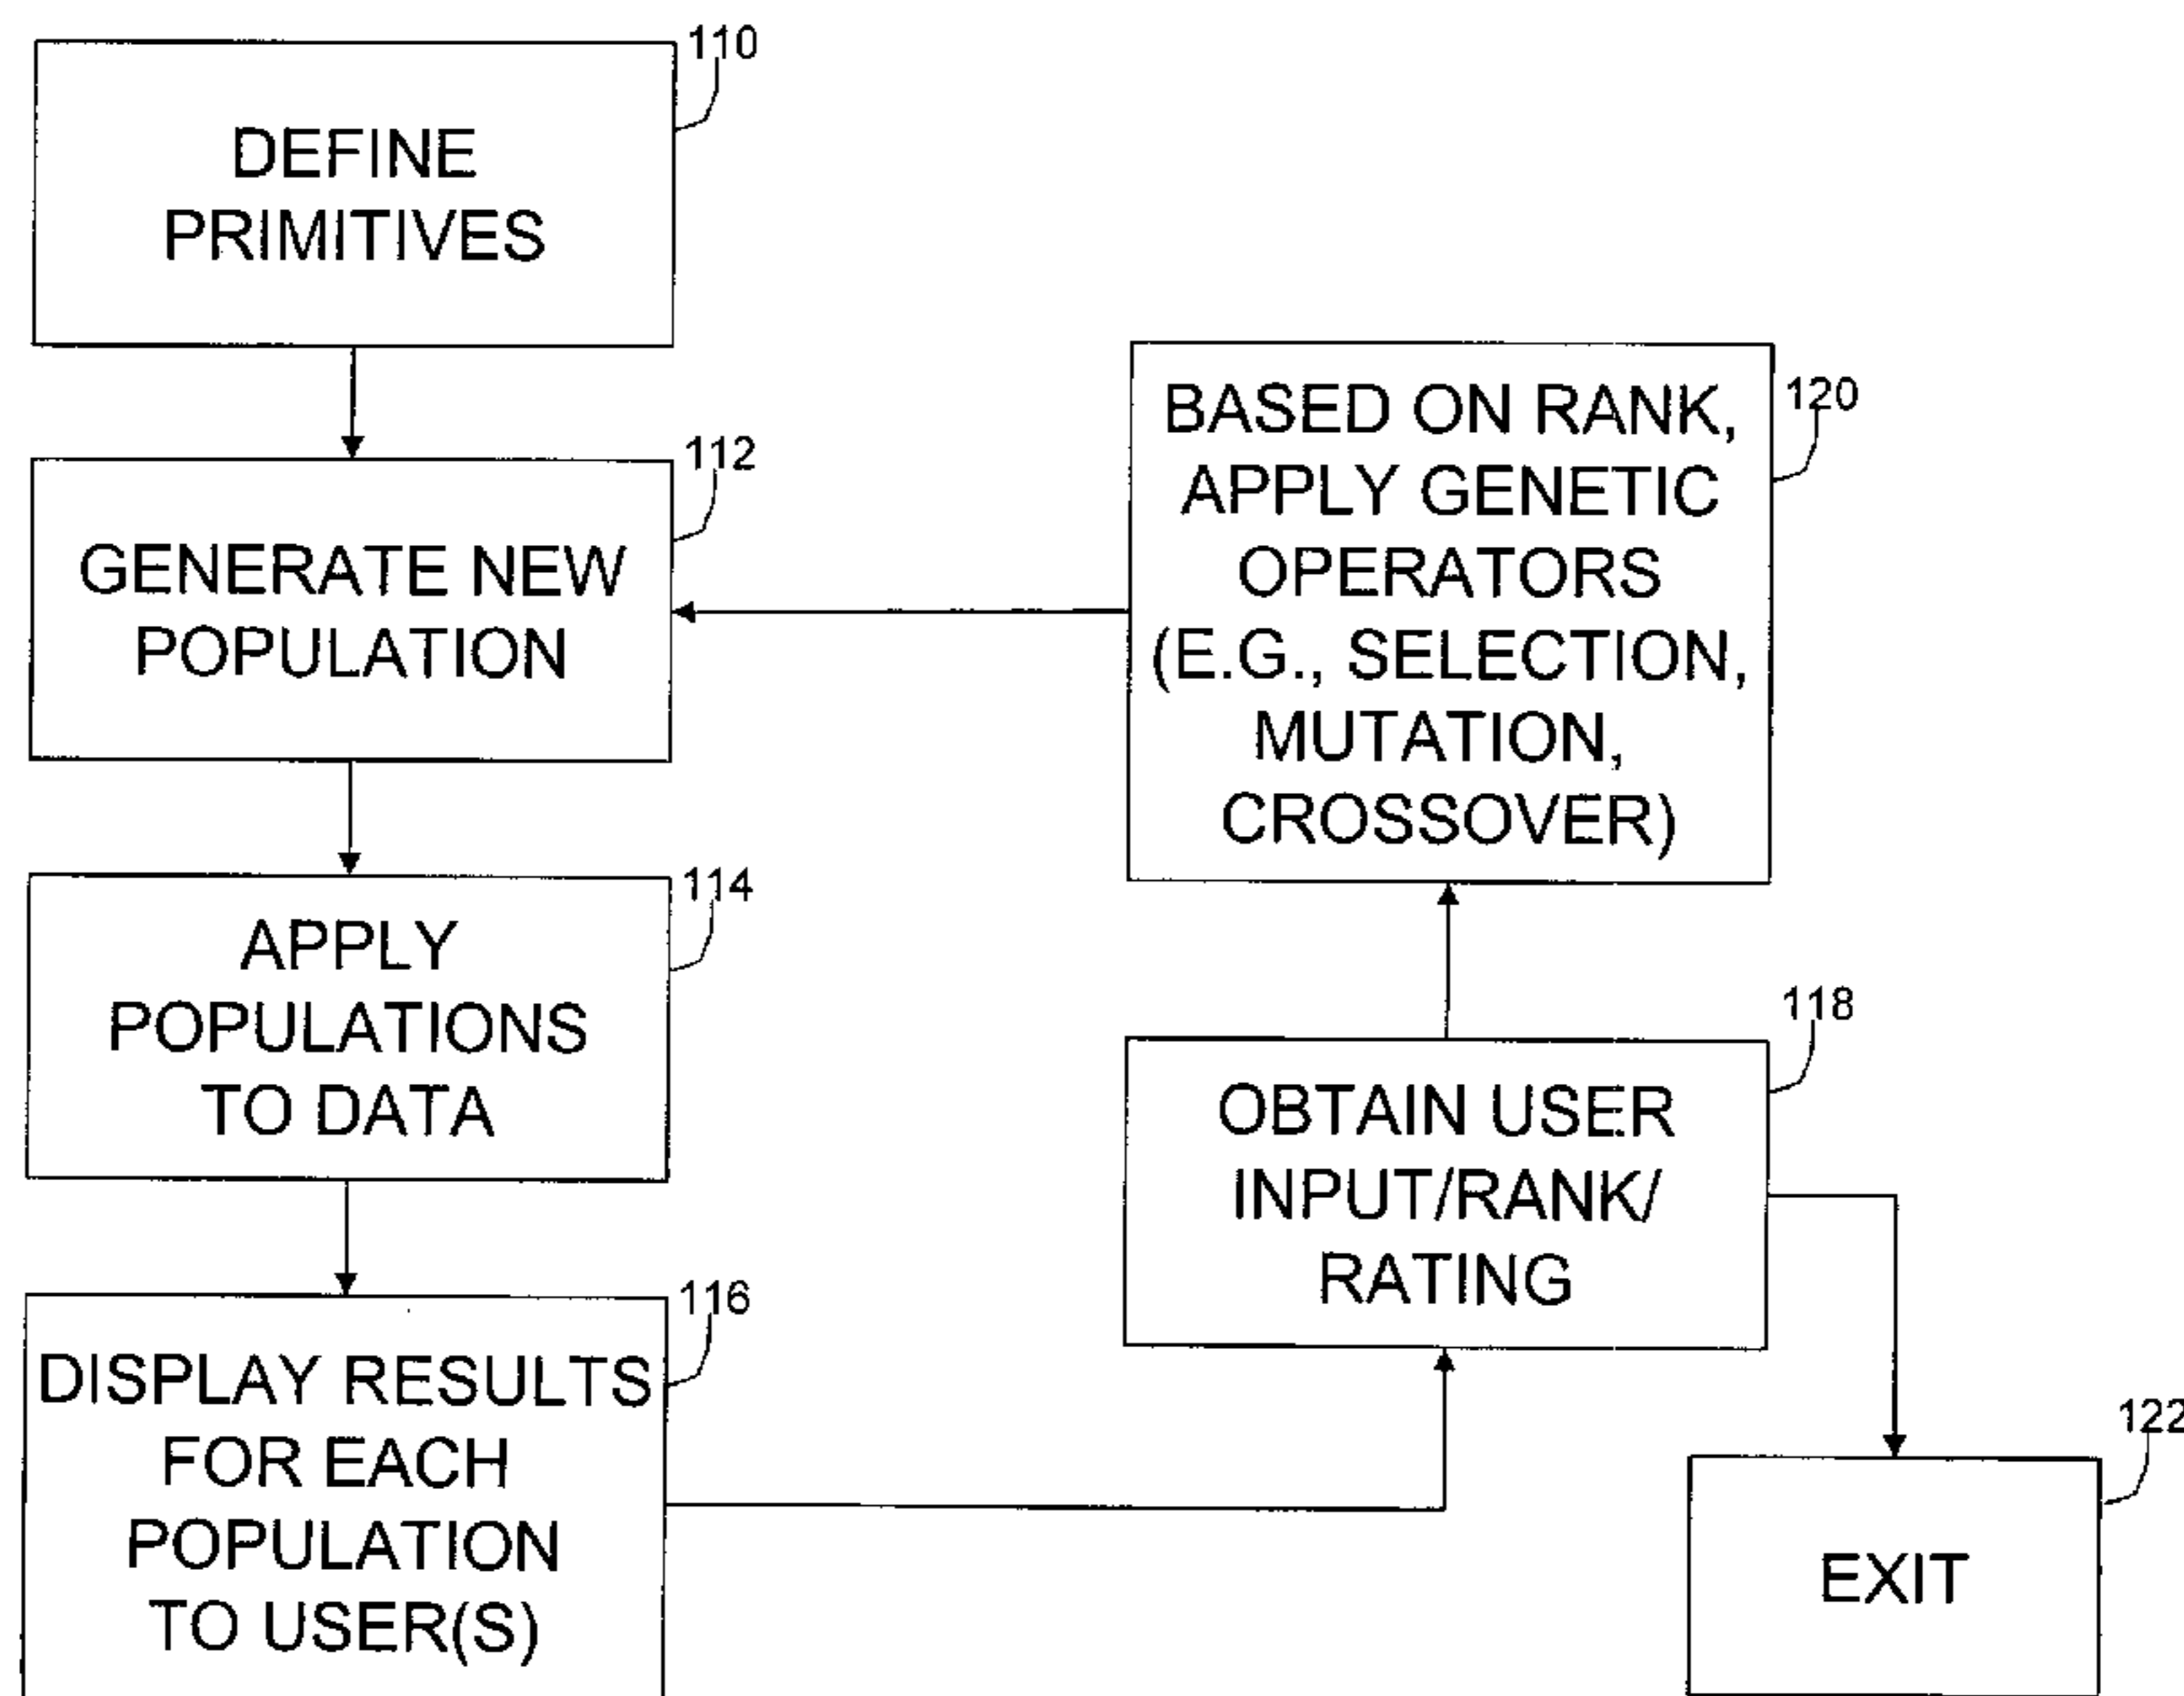 110
DEFINE
PRIMITIVES
112
GENERATE NEW
POPULATION
114
APPLY
POPULATIONS
TO DATA
116
DISPLAY RESULTS
FOR EACH
POPULATION
TO USER(S)
118
OBTAIN USER
INPUT/RANK/
RATING
120
BASED ON RANK,
APPLY GENETIC
OPERATORS
(E.G., SELECTION,
MUTATION,
CROSSOVER)
122
EXIT